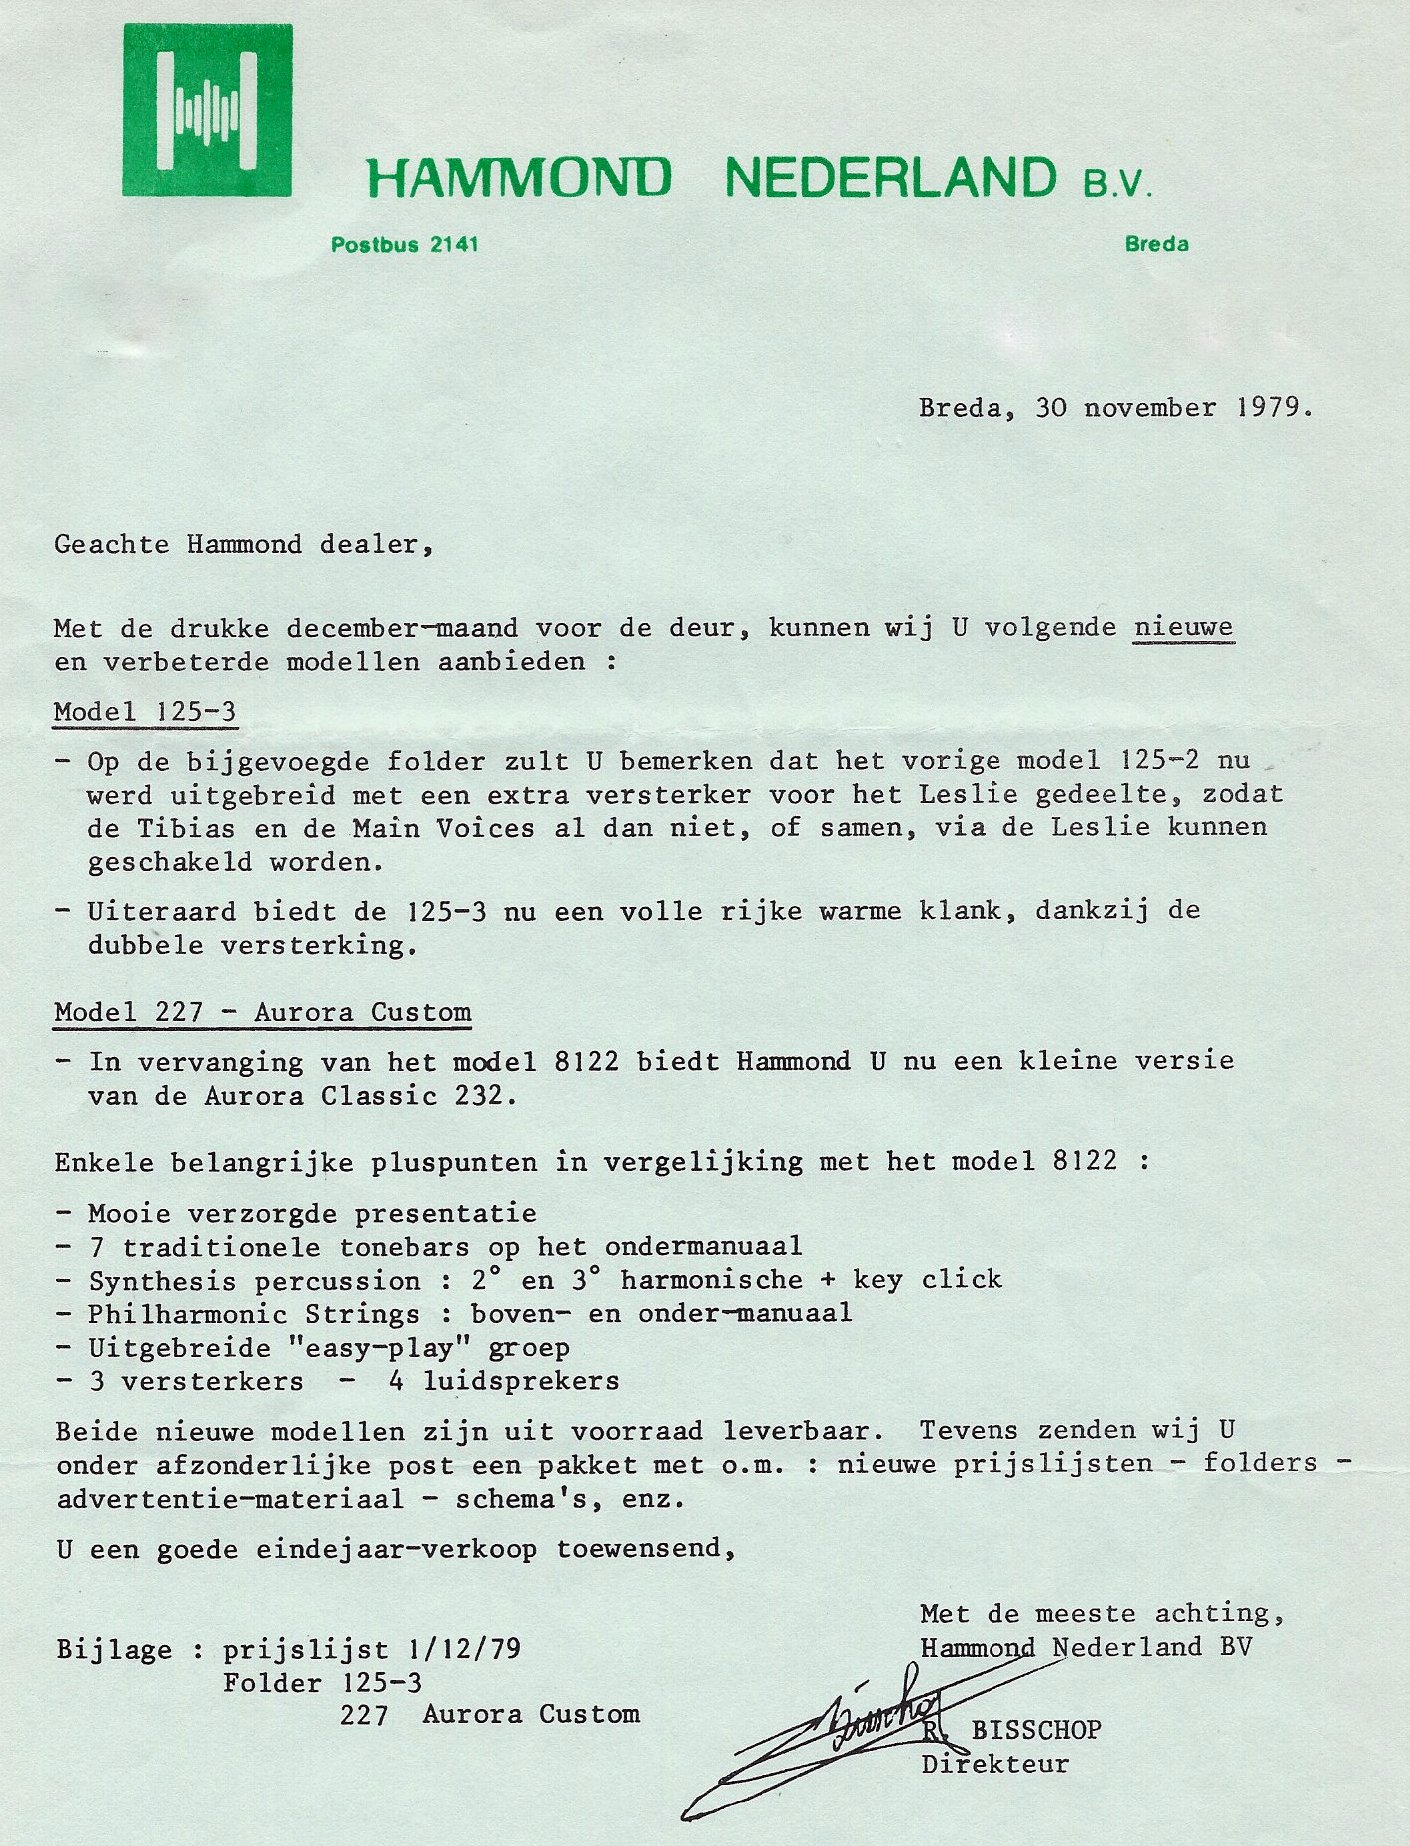 HAMMOND NEDERLAND B.V.
Postbus 2141 Breda
Breda, 30 november 1979.
Geachte Hammond dealer,
Met de drukke december-maand voor de deur, kunnen wij U volgende nieuwe
en verbeterde modellen aanbieden :
Model 125-3
- Op de bijgevoegde folder zult U bemerken dat het vorige model 125-2 nu
werd uitgebreid met een extra versterker voor het Leslie gedeelte, zodat
de Tibias en de Main Voices al dan niet, of samen, via de Leslie kunnen
geschakeld worden.
- Uiteraard biedt de 125-3 nu een volle rijke warme klank, dankzij de
dubbele versterking.
Model 227 - Aurora Custom
- In vervanging van het model 8122 biedt Hammond U nu een kleine versie
van de Aurora Classic 232.
Enkele belangrijke pluspunten in vergelijking met het model 8122 :
- Mooie verzorgde presentatie
- 7 traditionele tonebars op het ondermanuaal
- Synthesis percussion : 2° en 3° harmonische + key click
- Philharmonic Strings : boven- en onder-manuaal
- Uitgebreide "easy-play" groep
- 3 versterkers - 4 luidsprekers
Beide nieuwe modellen zijn uit voorraad leverbaar. Tevens zenden wij U
onder afzonderlijke post een pakket met o.m. : nieuwe prijslijsten - folders -
advertentie-materiaal - schema's, enz.
U een goede eindejaar-verkoop toewensend,
Met de meeste achting,
Hammond Nederland BV
Bijlage : prijslijst 1/12/79
Folder 125-3
227 Aurora Custom
Bisschop
R. BISSCHOP
Direkteur